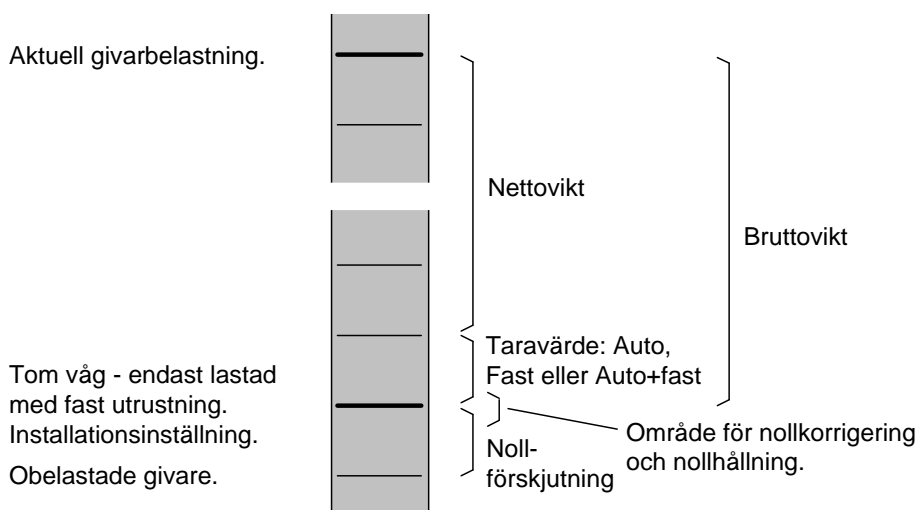 Aktuell givarbelastning.
Nettovikt
Bruttovikt
Taravärde: Auto,
Fast eller Auto+fast
Tom våg - endast lastad
med fast utrustning.
Installationsinställning.
Område för nollkorrigering
och nollhållning.
Noll-
förskjutning
Obelastade givare.